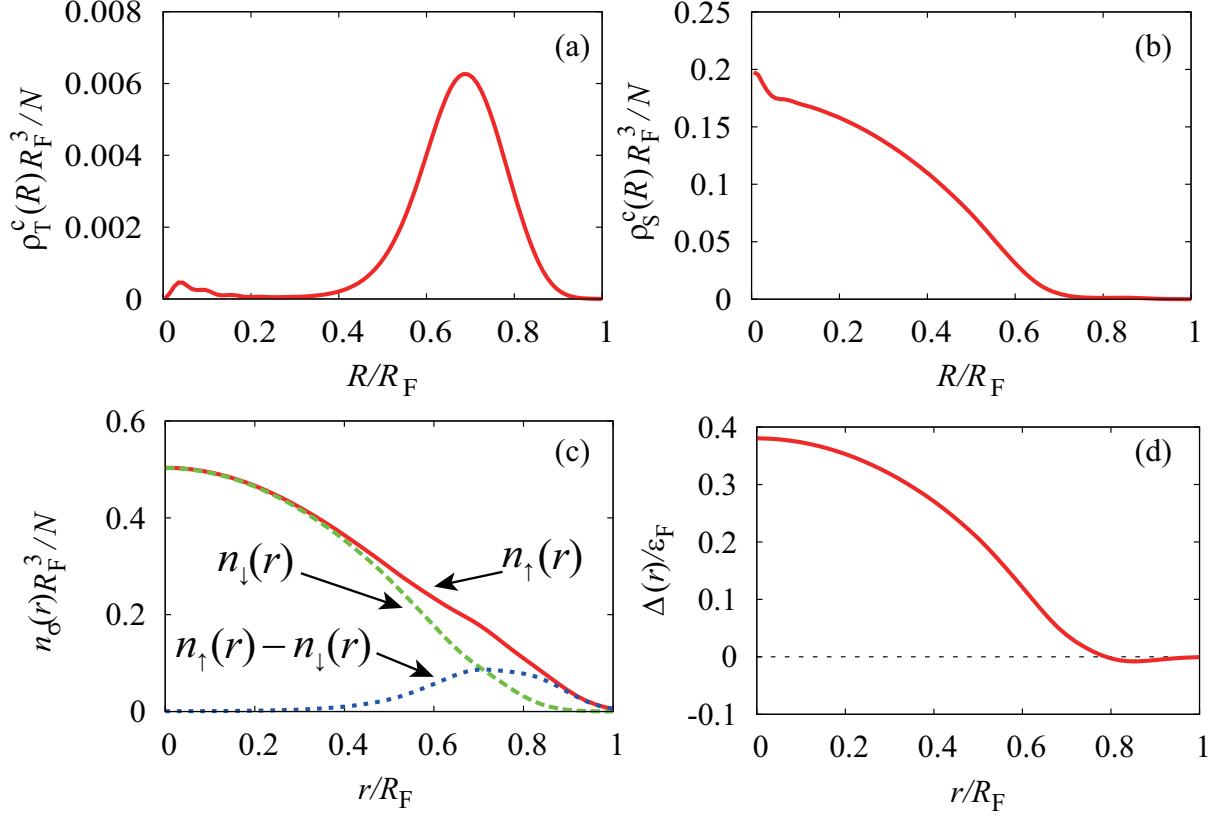 (a)
ρ_T^c(R)R_F^3/N
0.008
0.006
0.004
0.002
0
0 0.2 0.4 0.6 0.8 1
R/R_F
(b)
ρ_S^c(R)R_F^3/N
0.25
0.2
0.15
0.1
0.05
0
0 0.2 0.4 0.6 0.8 1
R/R_F
(c)
n_σ(r)R_F^3/N
0.6
0.4
0.2
0
n_↓(r)
n_↑(r)
n_↑(r) − n_↓(r)
0 0.2 0.4 0.6 0.8 1
r/R_F
(d)
Δ(r)/ε_F
0.4
0.3
0.2
0.1
0
-0.1
0 0.2 0.4 0.6 0.8 1
r/R_F